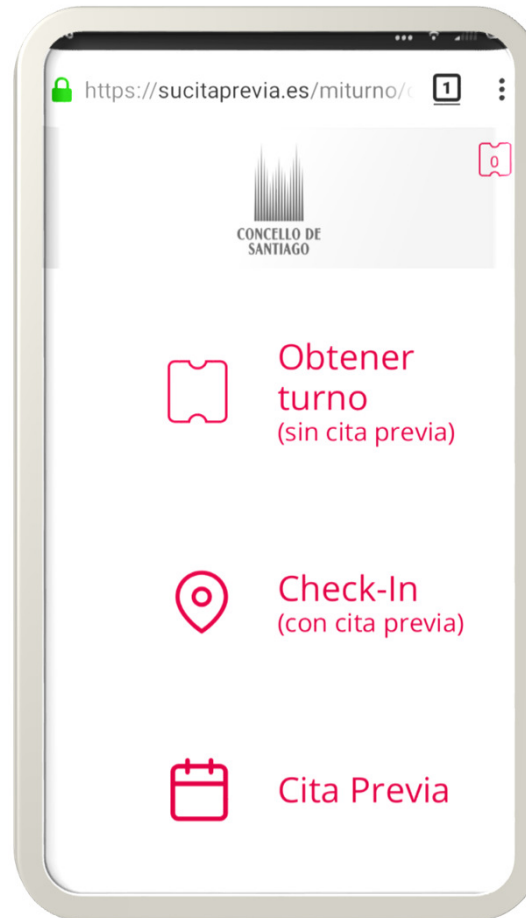 https://sucitaprevia.es/miturno/
1
0
CONCELLO DE
SANTIAGO
Obtener
turno
(sin cita previa)
Check-In
(con cita previa)
Cita Previa